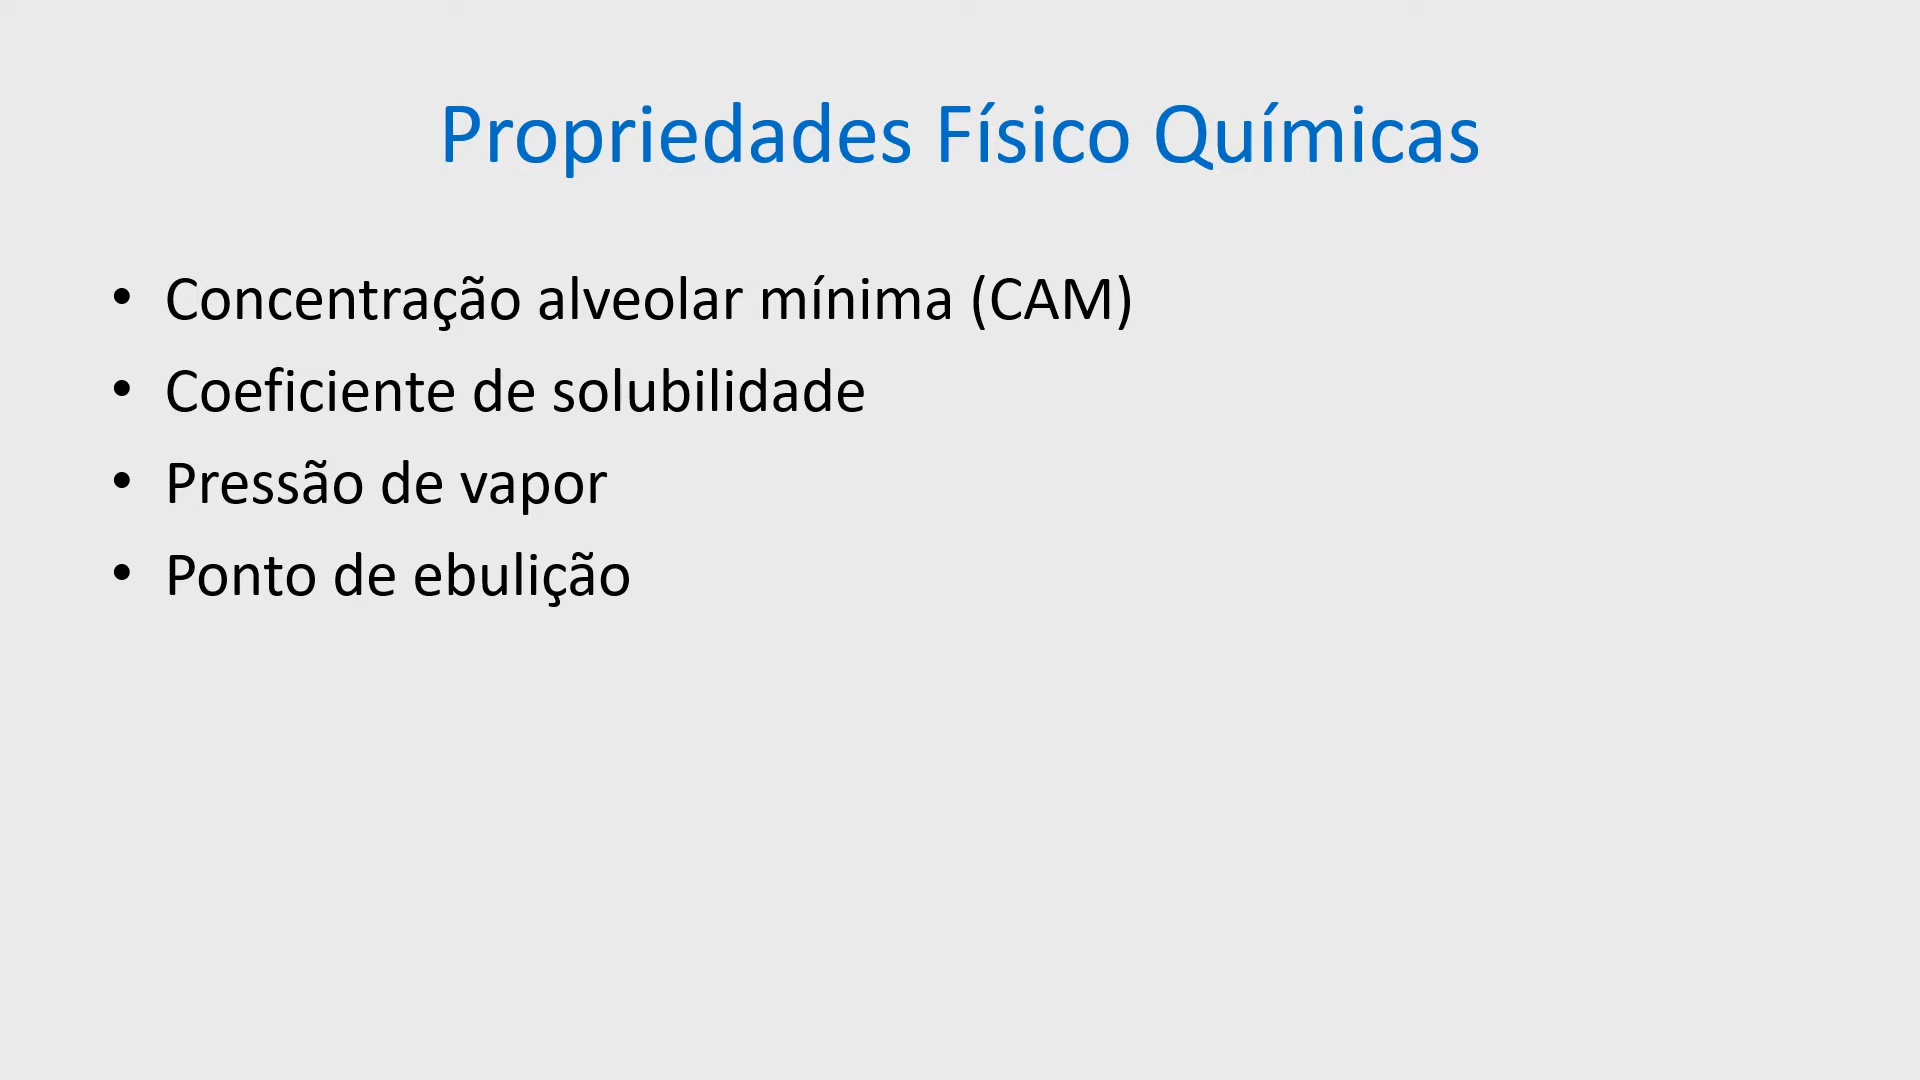 Propriedades Físico Químicas
• Concentração alveolar mínima (CAM)
• Coeficiente de solubilidade
• Pressão de vapor
• Ponto de ebulição